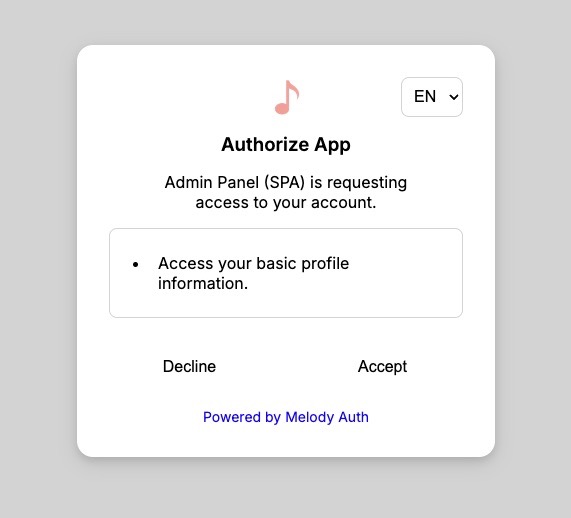 EN
Authorize App
Admin Panel (SPA) is requesting
access to your account.
• Access your basic profile
information.
Decline
Accept
Powered by Melody Auth